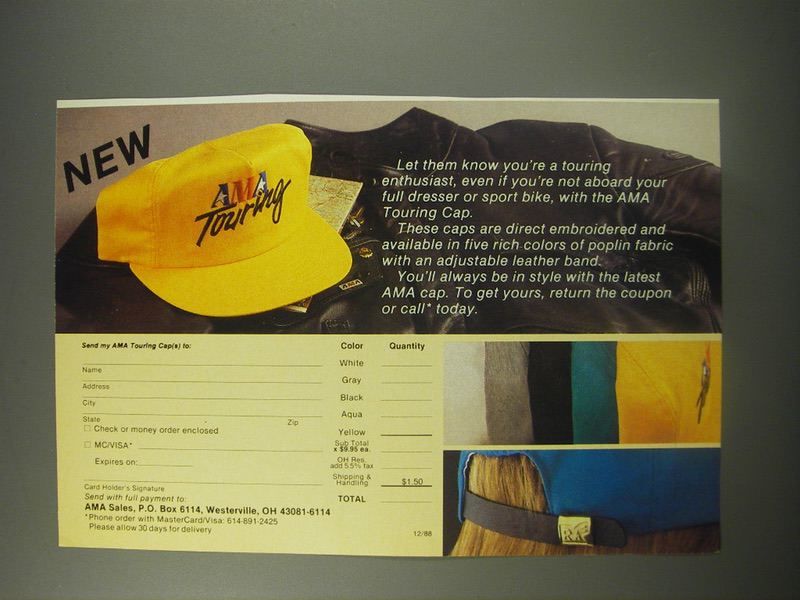 NEW
AMA
Touring
AMA
Let them know you're a touring
enthusiast, even if you're not aboard your
full dresser or sport bike, with the AMA
Touring Cap.
These caps are direct embroidered and
available in five rich colors of poplin fabric
with an adjustable leather band.
You'll always be in style with the latest
AMA cap. To get yours, return the coupon
or call* today.
Send my AMA Touring Cap(s) to:
Color Quantity
Name
White
Address
Gray
City
Black
State Zip
Aqua
☐ Check or money order enclosed
Yellow
☐ MC/VISA*
Sub Total
x $9.95 ea.
Expires on:
OH Res.
add 5.5% tax
Card Holder's Signature
Shipping &
Handling $1.50
Send with full payment to:
TOTAL
AMA Sales, P.O. Box 6114, Westerville, OH 43081-6114
*Phone order with MasterCard/Visa: 614-891-2425
Please allow 30 days for delivery
12/88